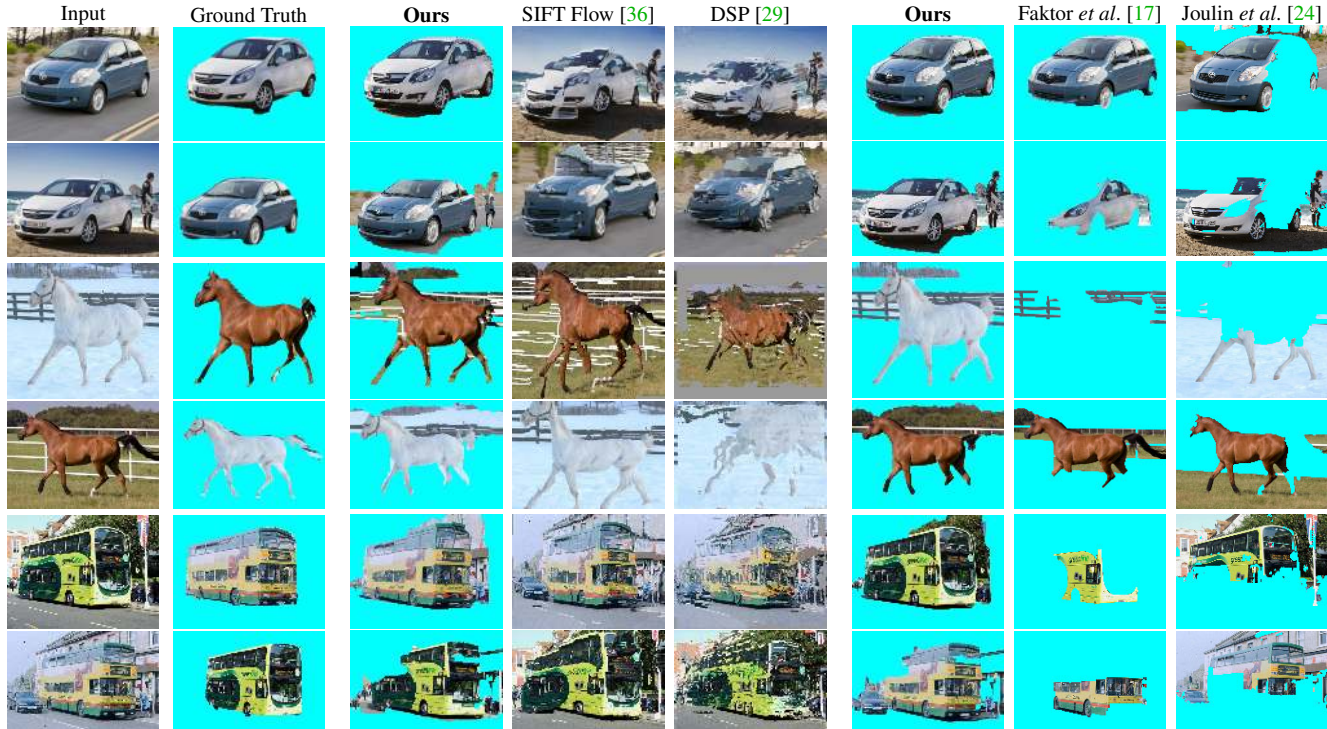 Input Ground Truth Ours SIFT Flow [36] DSP [29] Ours Faktor et al. [17] Joulin et al. [24]